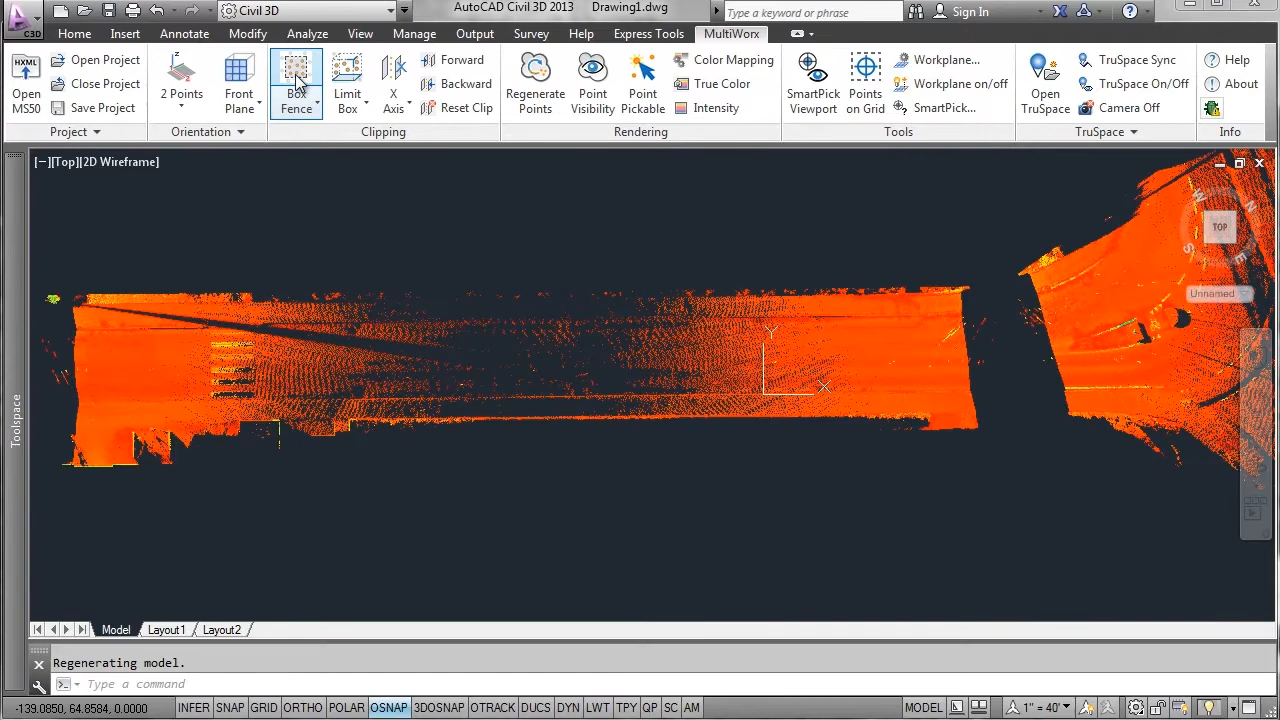 Civil 3D AutoCAD Civil 3D 2013 Drawing1.dwg Type a keyword or phrase Sign In
C3D Home Insert Annotate Modify Analyze View Manage Output Survey Help Express Tools MultiWorx
HXML Open MS50
Open Project
Close Project
Save Project
Project
2 Points
Front Plane
Orientation
Box Fence
Limit Box
X Axis
Forward
Backward
Reset Clip
Clipping
Regenerate Points
Point Visibility
Point Pickable
Color Mapping
True Color
Intensity
Rendering
SmartPick Viewport
Points on Grid
Workplane...
Workplane on/off
SmartPick...
Tools
Open TruSpace
TruSpace Sync
TruSpace On/Off
Camera Off
TruSpace
Help
About
Info
[−][Top][2D Wireframe]
W N
TOP
S E
Unnamed
Y
X
Toolspace
Model Layout1 Layout2
Regenerating model.
Type a command
-139.0850, 64.8584, 0.0000 INFER SNAP GRID ORTHO POLAR OSNAP 3DOSNAP OTRACK DUCS DYN LWT TPY QP SC AM MODEL 1" = 40'